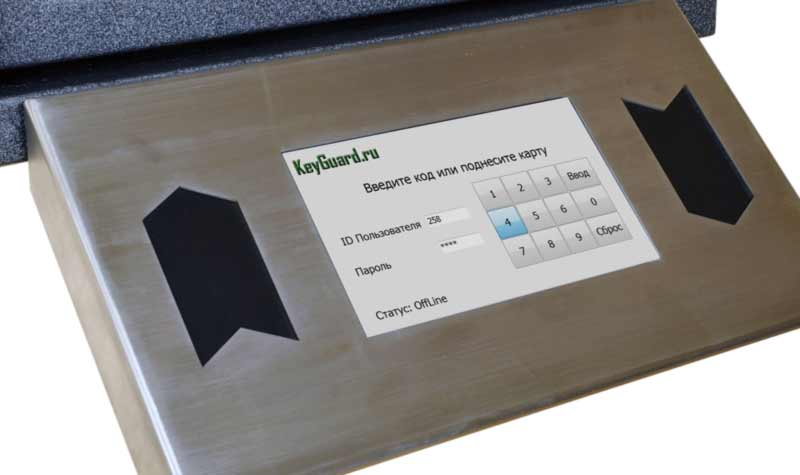 KeyGuard.ru
Введите код или поднесите карту
ID Пользователя 258
Пароль ****
1 2 3 Ввод
4 5 6 0
7 8 9 Сброс
Статус: OffLine